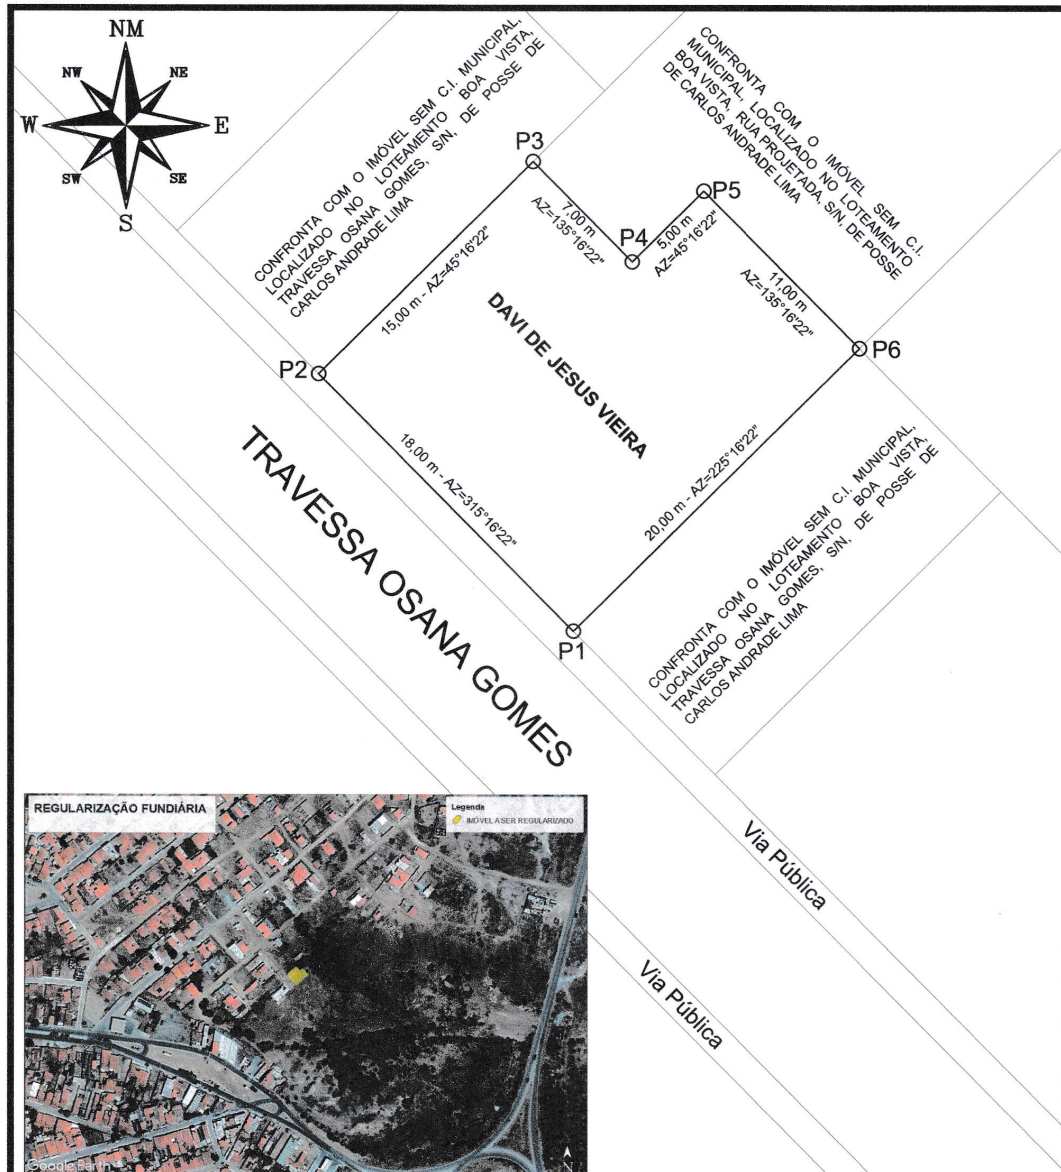 NM
NW
NE
W
E
SW
SE
S
CONFRONTA COM O IMÓVEL SEM C.I. MUNICIPAL,
LOCALIZADO NO LOTEAMENTO BOA VISTA,
TRAVESSA OSANA GOMES, S/N, DE POSSE DE
CARLOS ANDRADE LIMA
CONFRONTA COM O IMÓVEL SEM C.I.
MUNICIPAL, LOCALIZADO NO LOTEAMENTO
BOA VISTA, RUA PROJETADA, S/N, DE POSSE
DE CARLOS ANDRADE LIMA
P3
P5
7,00 m
AZ=135°16'22"
P4
5,00 m
AZ=45°16'22"
15,00 m - AZ=45°16'22"
11,00 m
AZ=135°16'22"
P6
P2
DAVI DE JESUS VIEIRA
18,00 m - AZ=315°16'22"
20,00 m - AZ=225°16'22"
TRAVESSA OSANA GOMES
P1
CONFRONTA COM O IMÓVEL SEM C.I. MUNICIPAL,
LOCALIZADO NO LOTEAMENTO BOA VISTA,
TRAVESSA OSANA GOMES, S/N, DE POSSE DE
CARLOS ANDRADE LIMA
REGULARIZAÇÃO FUNDIÁRIA
Legenda
IMÓVEL A SER REGULARIZADO
Via Pública
Via Pública
Google Earth
N